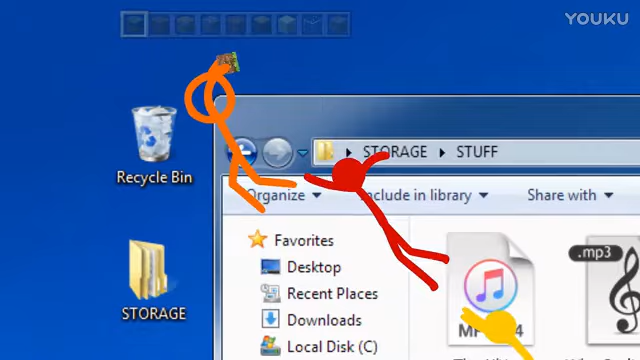 YOUKU
STORAGE STUFF
Recycle Bin
Organize Include in library Share with
Favorites
Desktop
.mp3
Recent Places
STORAGE
Downloads
Local Disk (C:)